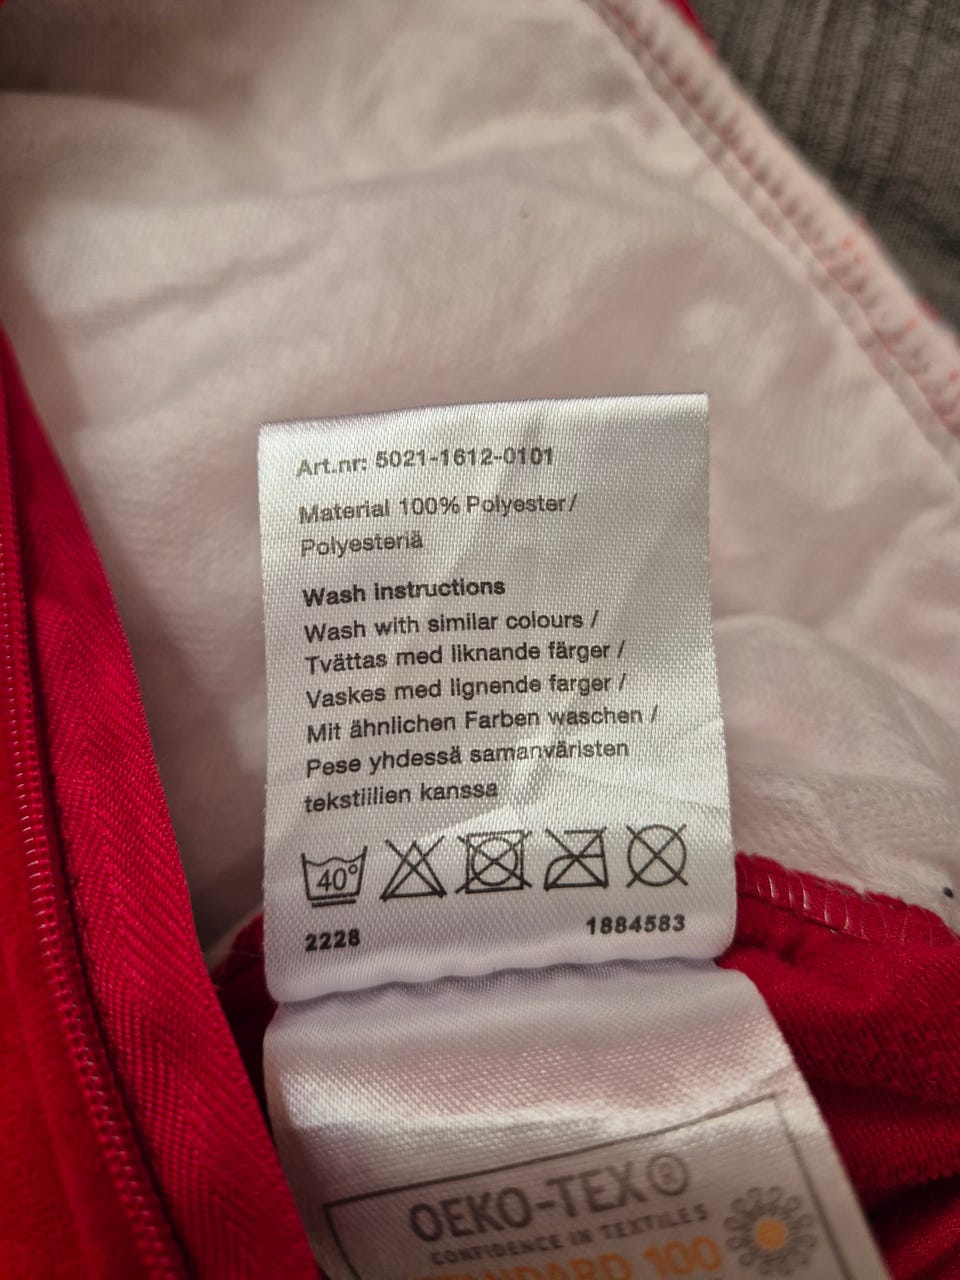 Art.nr: 5021-1612-0101
Material 100% Polyester/
Polyesteriä
Wash instructions
Wash with similar colours /
Tvättas med liknande färger /
Vaskes med lignende farger /
Mit ähnlichen Farben waschen /
Pese yhdessä samanväristen
tekstiilien kanssa
40°
2228 1884583
OEKO-TEX®
CONFIDENCE IN TEXTILES
STANDARD 100